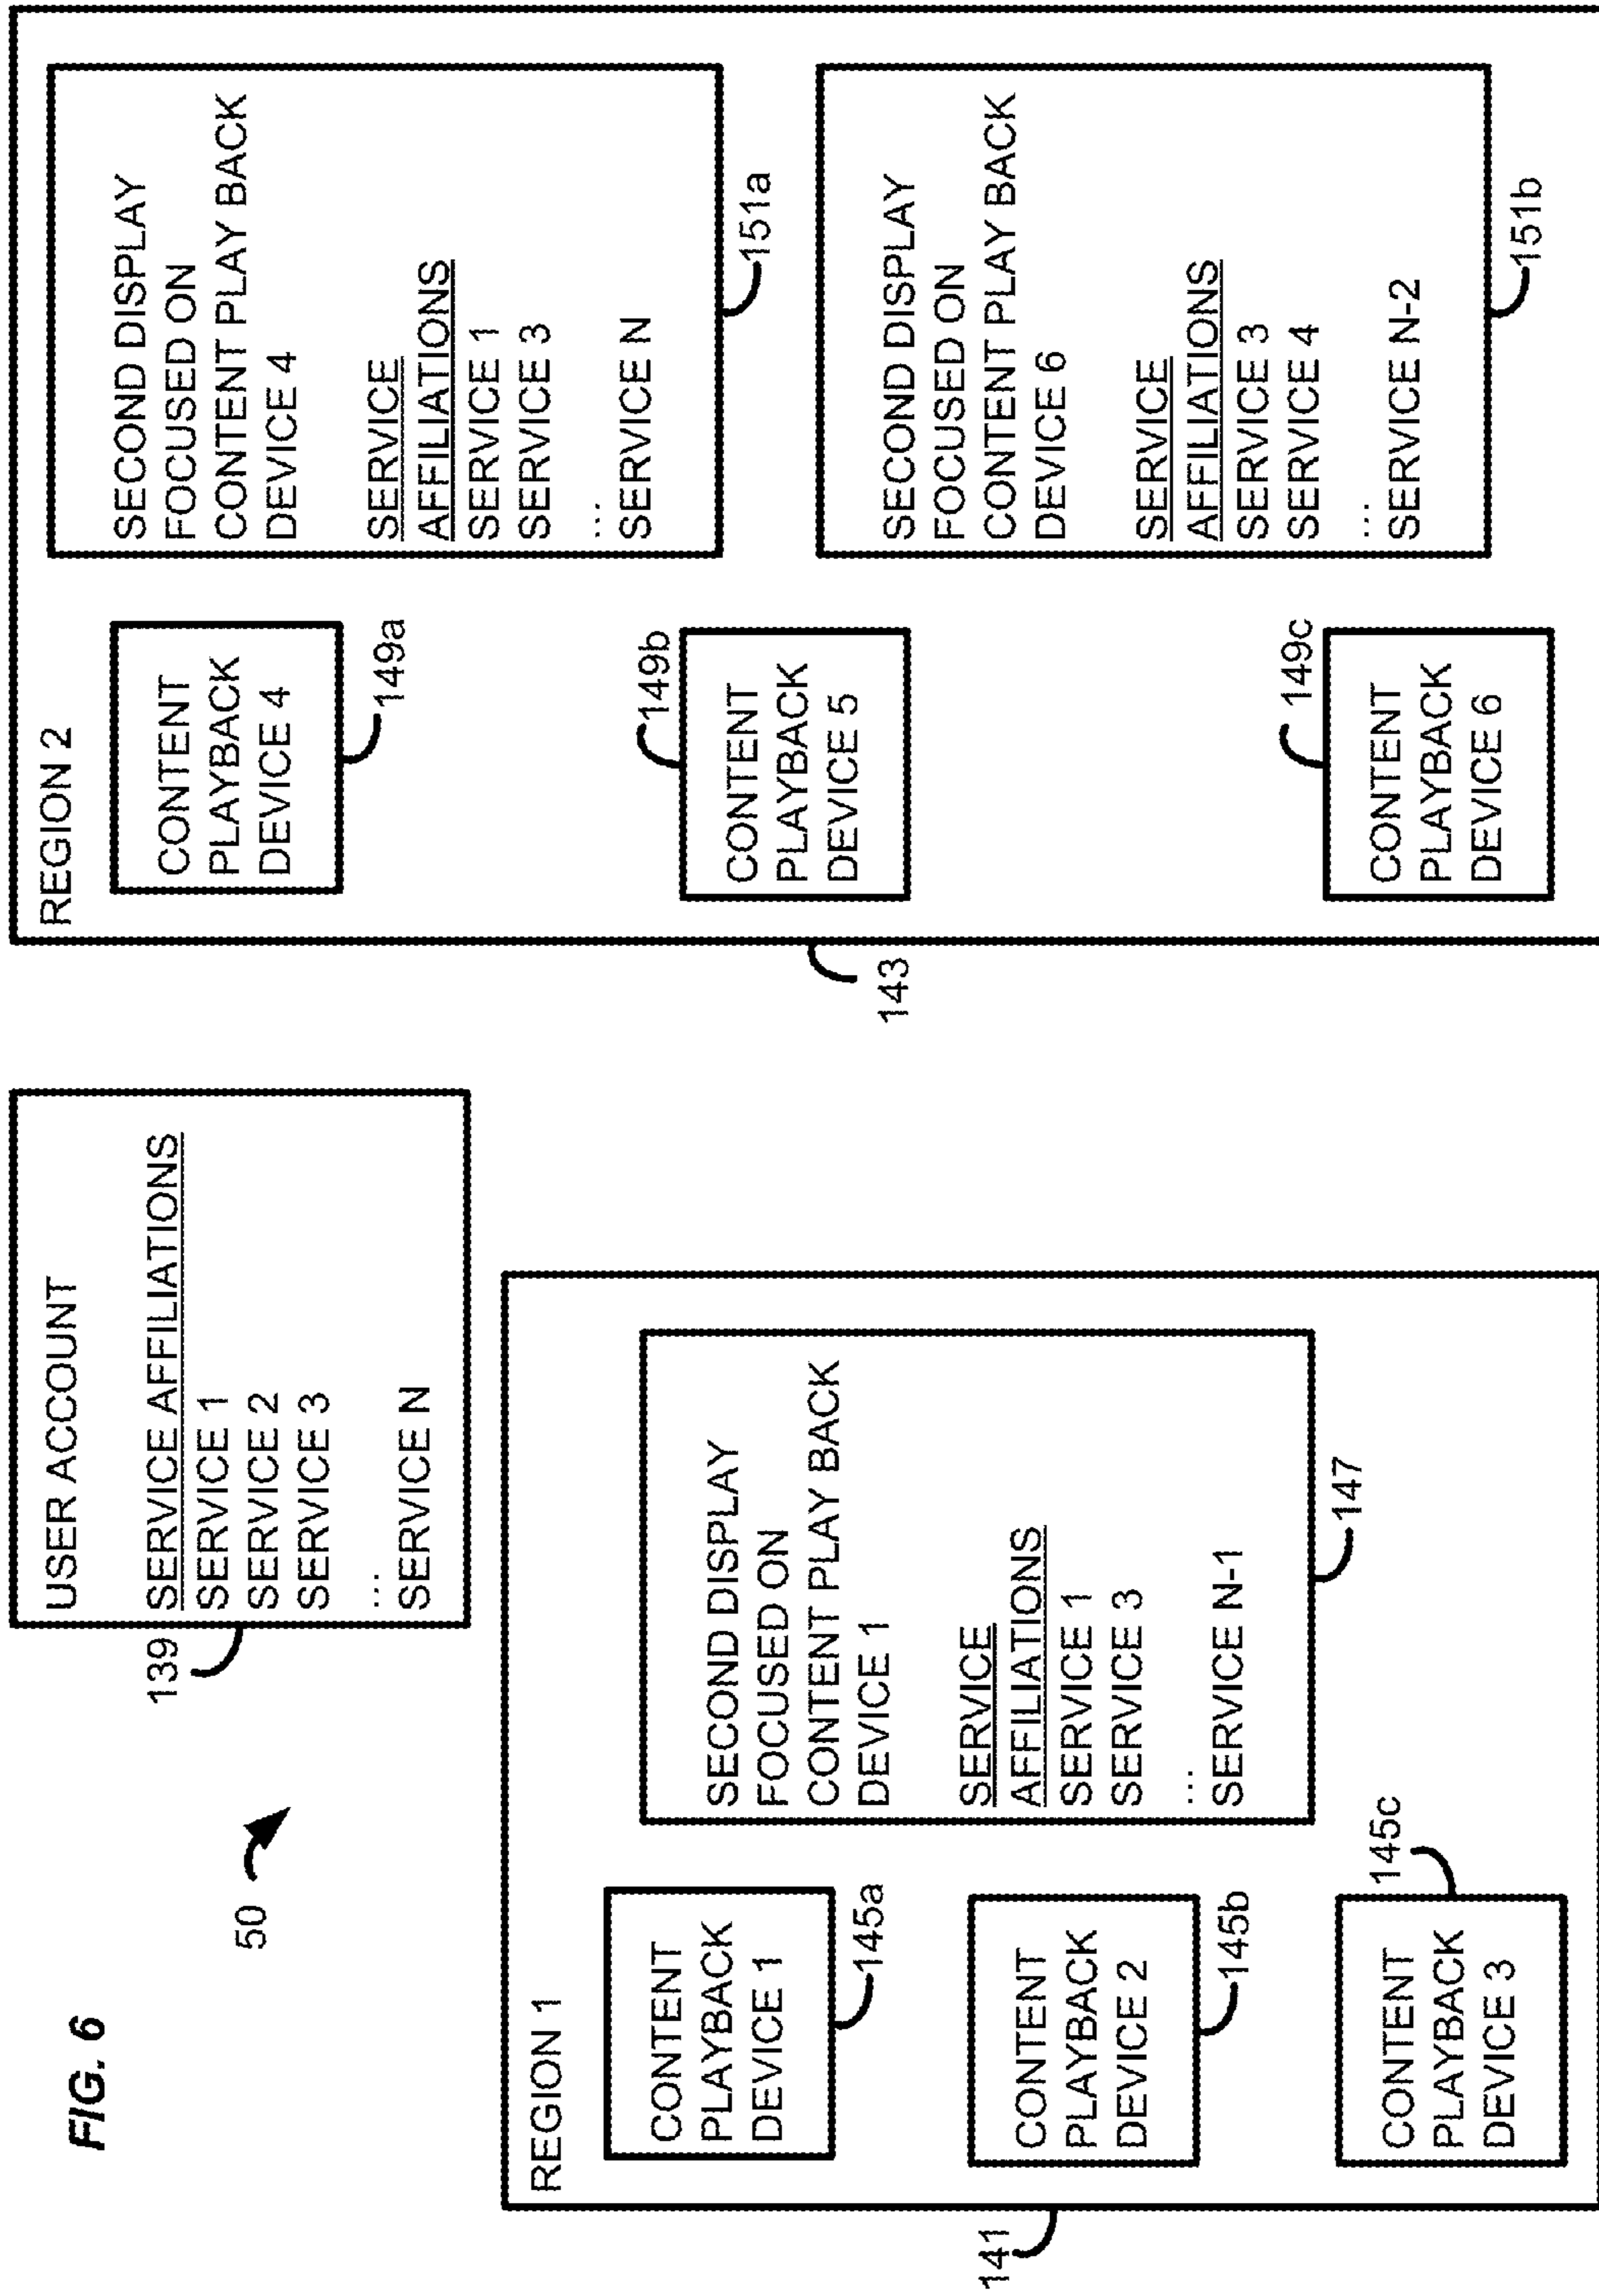 FIG. 6
50
USER ACCOUNT
SERVICE AFFILIATIONS
SERVICE 1
SERVICE 2
SERVICE 3
...
SERVICE N
139
REGION 1
141
CONTENT
PLAYBACK
DEVICE 1
145a
CONTENT
PLAYBACK
DEVICE 2
145b
CONTENT
PLAYBACK
DEVICE 3
145c
SECOND DISPLAY
FOCUSED ON
CONTENT PLAY BACK
DEVICE 1
SERVICE
AFFILIATIONS
SERVICE 1
SERVICE 3
...
SERVICE N-1
147
REGION 2
143
CONTENT
PLAYBACK
DEVICE 4
149a
CONTENT
PLAYBACK
DEVICE 5
149b
CONTENT
PLAYBACK
DEVICE 6
149c
SECOND DISPLAY
FOCUSED ON
CONTENT PLAY BACK
DEVICE 4
SERVICE
AFFILIATIONS
SERVICE 1
SERVICE 3
...
SERVICE N
151a
SECOND DISPLAY
FOCUSED ON
CONTENT PLAY BACK
DEVICE 6
SERVICE
AFFILIATIONS
SERVICE 3
SERVICE 4
...
SERVICE N-2
151b